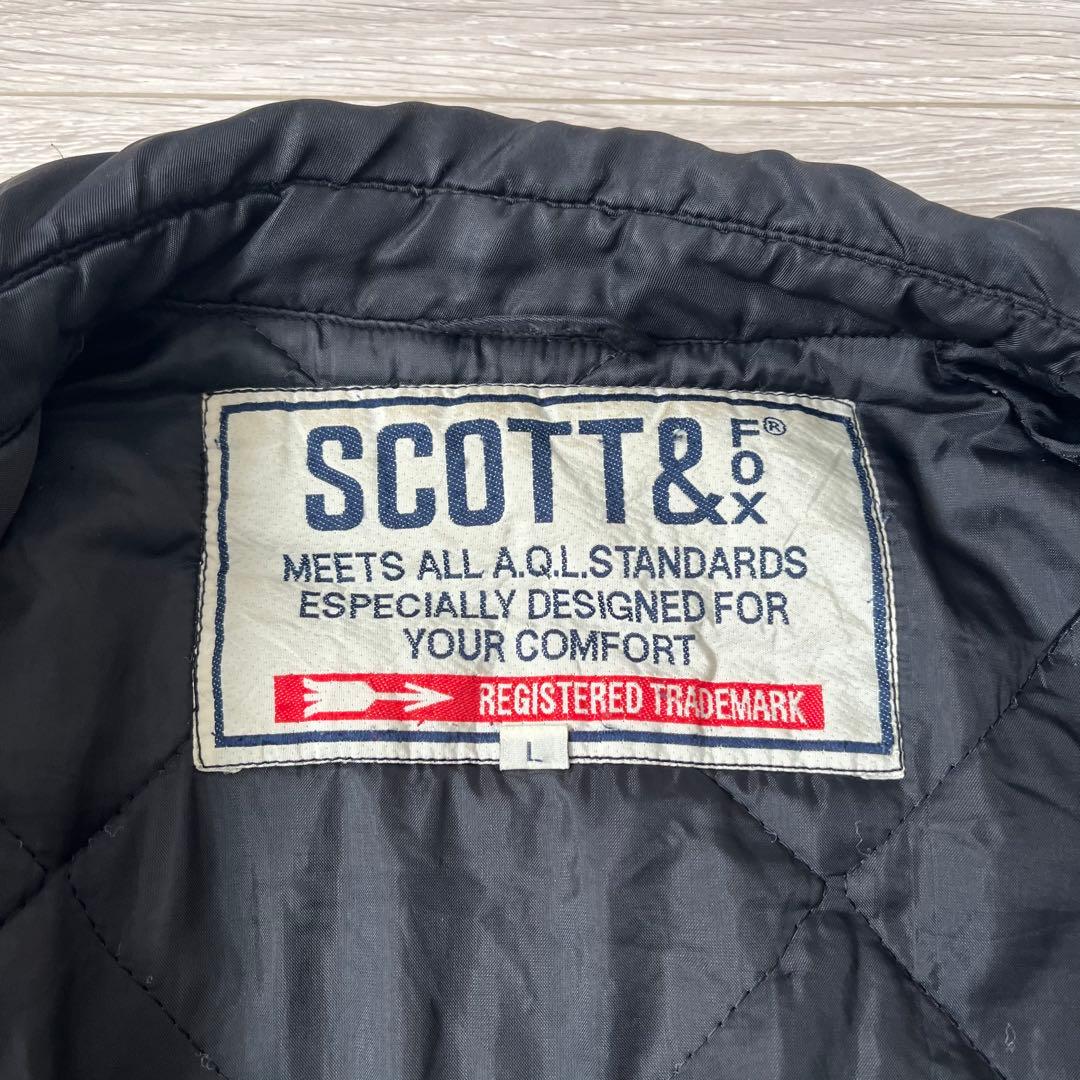 SCOTT& FOX®
MEETS ALL A.Q.L.STANDARDS
ESPECIALLY DESIGNED FOR
YOUR COMFORT
REGISTERED TRADEMARK
L